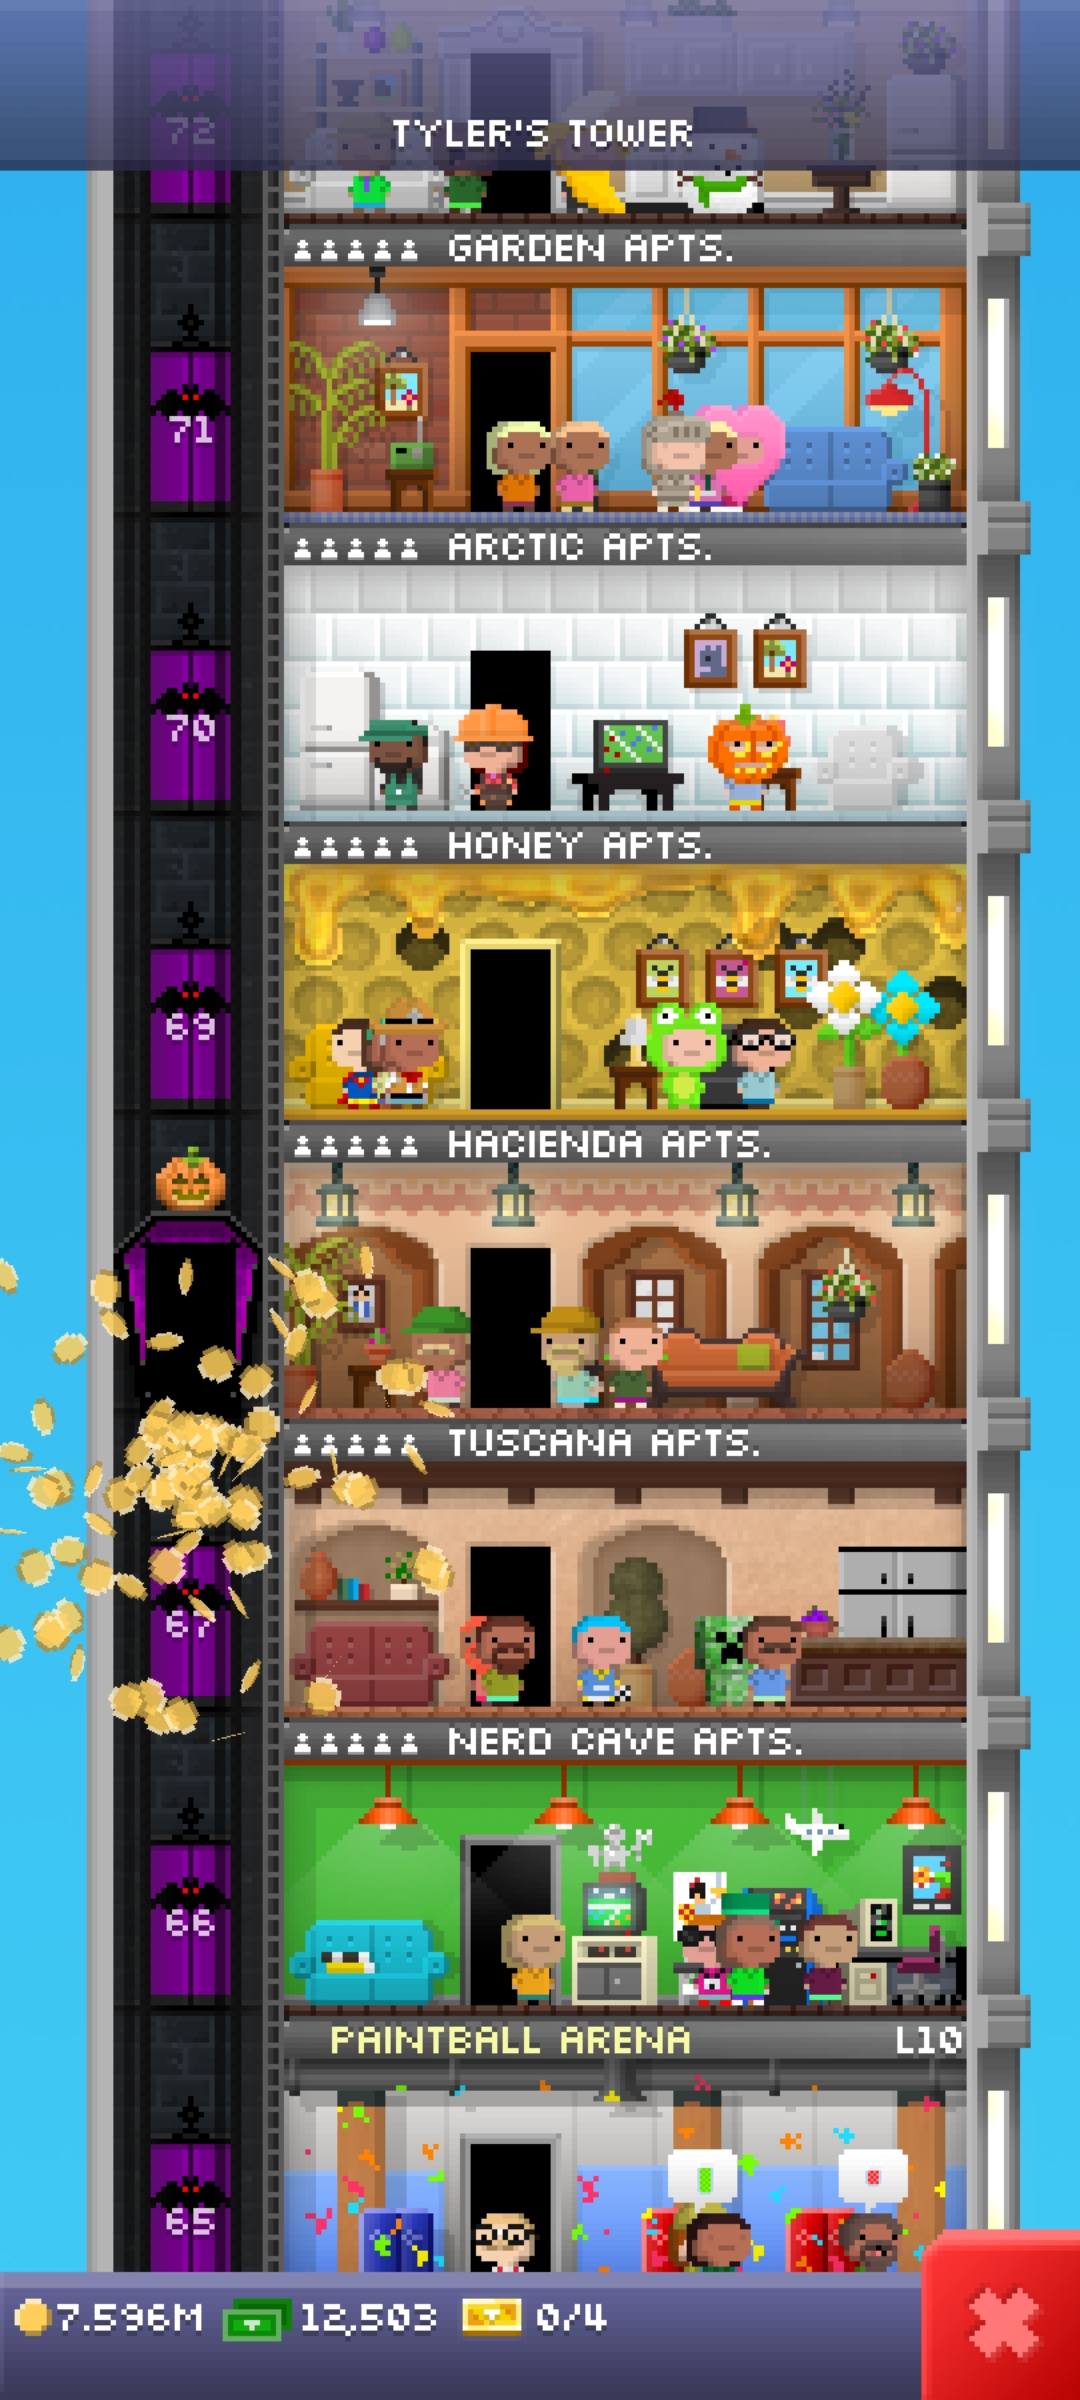 72
TYLER'S TOWER
GARDEN APTS.
71
ARCTIC APTS.
70
HONEY APTS.
69
HACIENDA APTS.
TUSCANA APTS.
67
NERD CAVE APTS.
66
PAINTBALL ARENA L10
65
7.596M 12,503 0/4